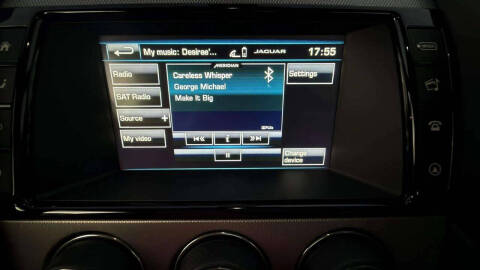 My music: Desiree'...
JAGUAR
17:55
Radio
MERIDIAN
Careless Whisper
George Michael
Make It Big
Settings
SAT Radio
Source +
My video
Change device